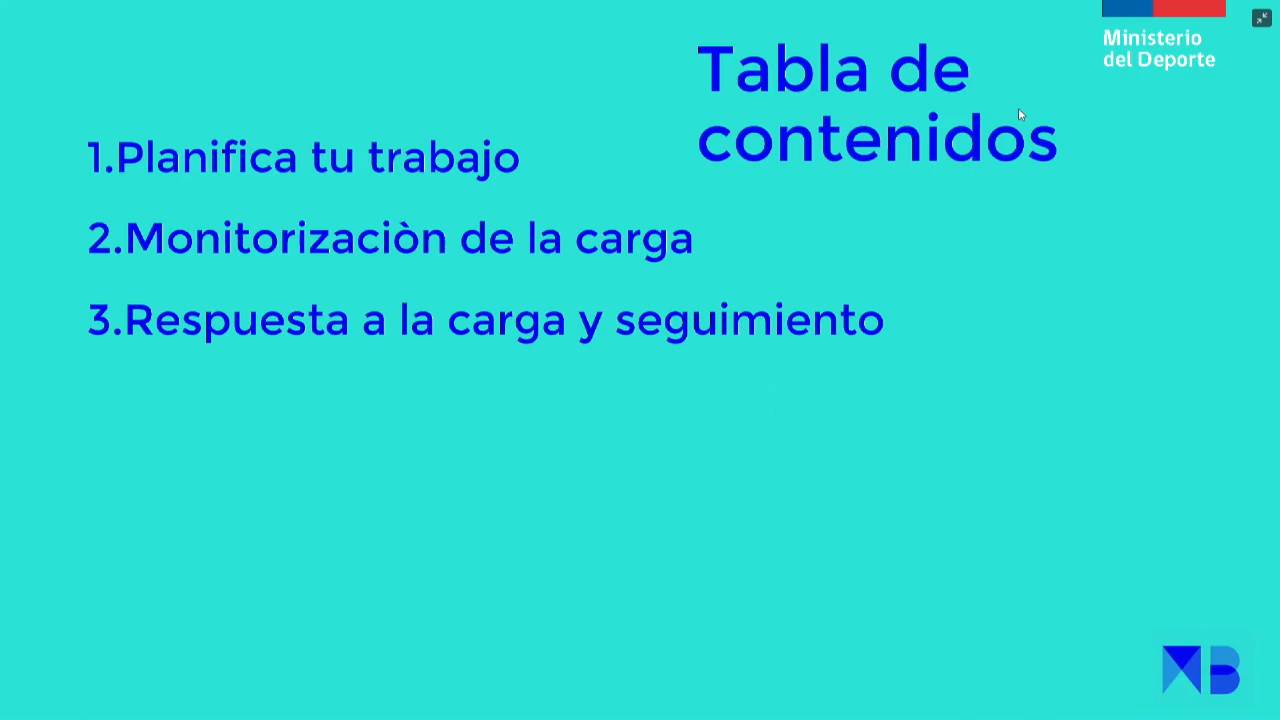 Tabla de
contenidos
Ministerio
del Deporte
1.Planifica tu trabajo
2.Monitorizaciòn de la carga
3.Respuesta a la carga y seguimiento